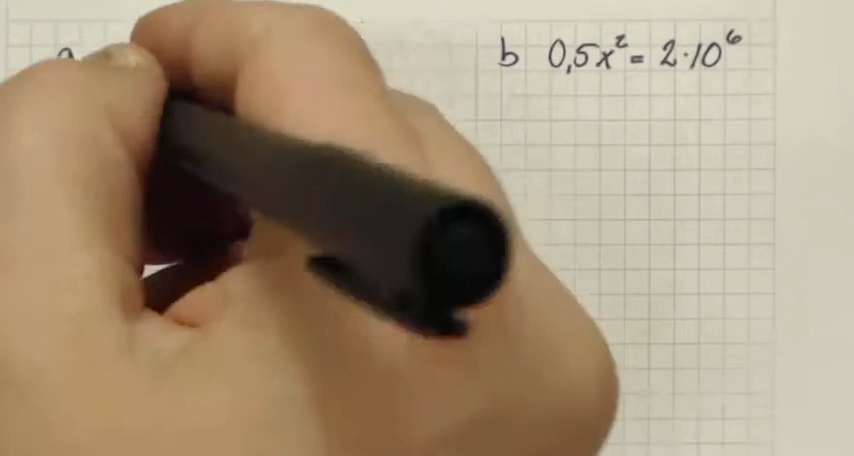 b 0,5x² = 2·10⁶